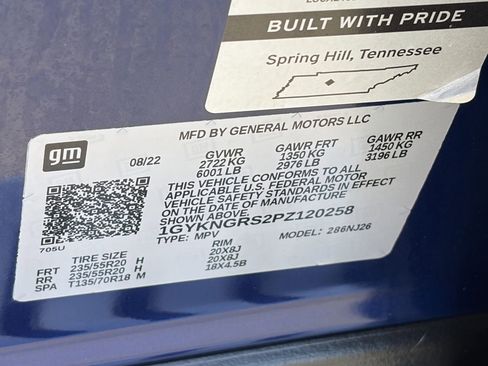 BUILT WITH PRIDE
Spring Hill, Tennessee
MFD BY GENERAL MOTORS LLC
gm
08/22
GVWR GAWR FRT GAWR RR
2722 KG 1350 KG 1450 KG
6001 LB 2976 LB 3196 LB
THIS VEHICLE CONFORMS TO ALL
APPLICABLE U.S. FEDERAL MOTOR
VEHICLE SAFETY STANDARDS IN EFFECT
ON THE DATE OF MANUFACTURE
1GYKNGRS2PZ120258
TYPE: MPV MODEL: 286NJ26
705U
TIRE SIZE RIM
FRT 235/55R20 H 20X8J
RR 235/55R20 H 20X8J
SPA T135/70R18 M 18X4.5B